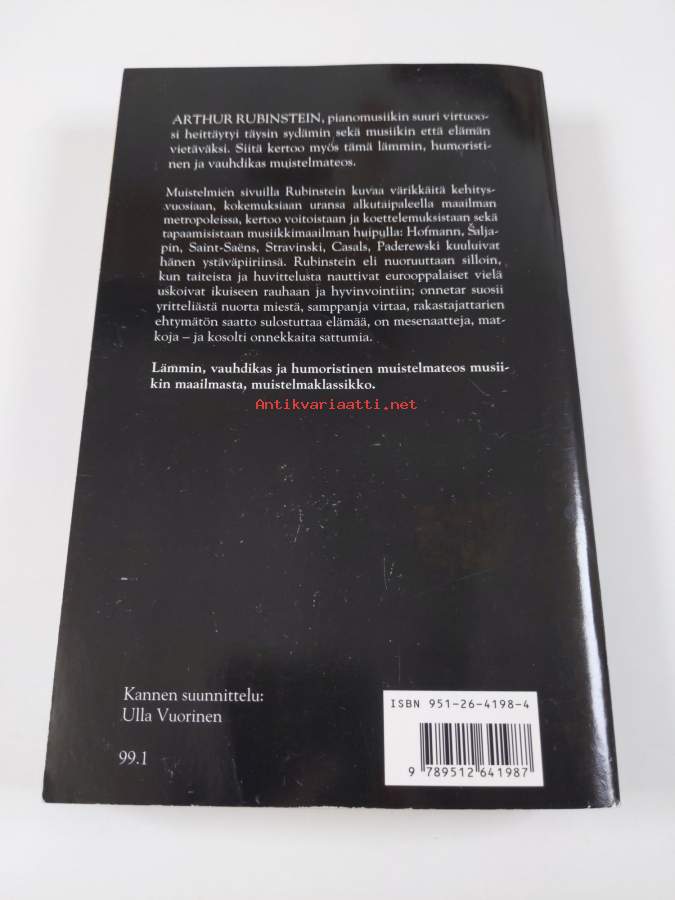 ARTHUR RUBINSTEIN, pianomusiikin suuri virtuoo-
si heittäytyi täysin sydämin sekä musiikin että elämän
vietäväksi. Siitä kertoo myös tämä lämmin, humoristi-
nen ja vauhdikas muistelmateos.
Muistelmien sivuilla Rubinstein kuvaa värikkäitä kehitys-
vuosiaan, kokemuksiaan uransa alkutaipaleella maailman
metropoleissa, kertoo voitoistaan ja koettelemuksistaan sekä
tapaamisistaan musiikkimaailman huipulla: Hofmann, Šalja-
pin, Saint-Saëns, Stravinski, Casals, Paderewski kuuluivat
hänen ystäväpiiriinsä. Rubinstein eli nuoruuttaan silloin,
kun taiteista ja huvittelusta nauttivat eurooppalaiset vielä
uskoivat ikuiseen rauhaan ja hyvinvointiin; onnetar suosii
yritteliästä nuorta miestä, samppanja virtaa, rakastajattarien
ehtymätön saatto sulostuttaa elämää, on mesenaatteja, mat-
koja – ja kosolti onnekkaita sattumia.
Lämmin, vauhdikas ja humoristinen muistelmateos musii-
kin maailmasta, muistelmaklassikko.
Antikvariaatti.net
Kannen suunnittelu:
Ulla Vuorinen
99.1
ISBN 951-26-4198-4
9 789512 641987